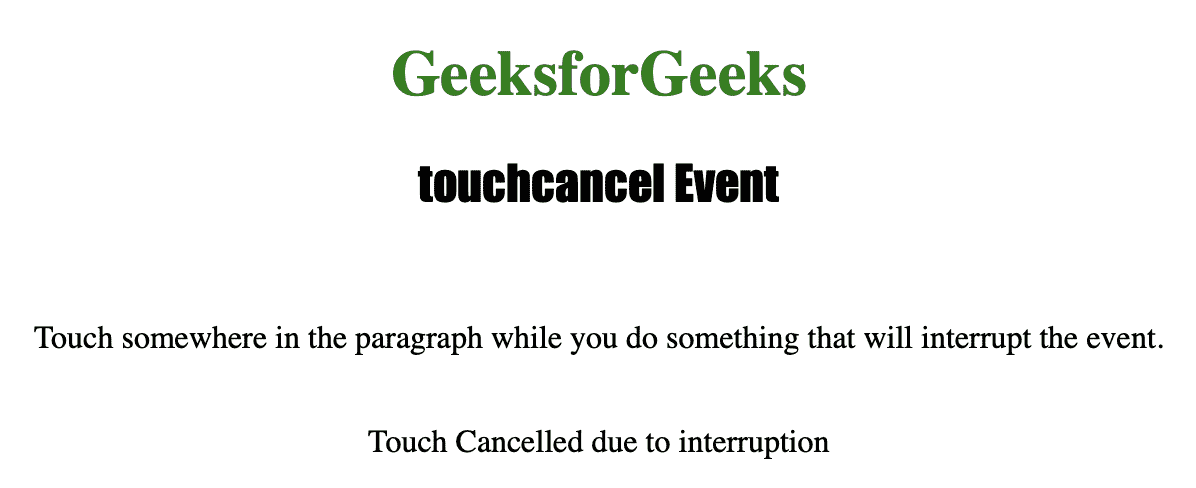 GeeksforGeeks
touchcancel Event
Touch somewhere in the paragraph while you do something that will interrupt the event.
Touch Cancelled due to interruption